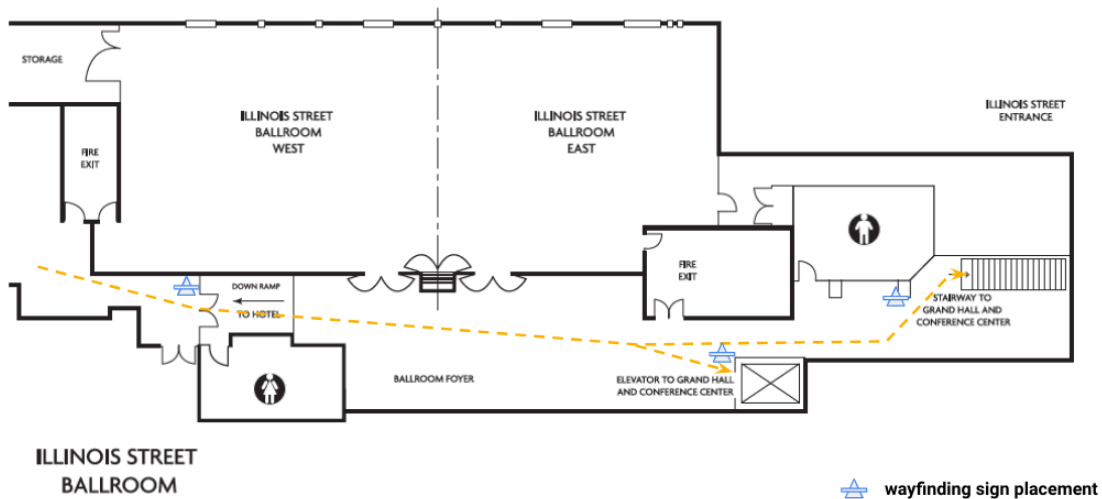 STORAGE
ILLINOIS STREET
BALLROOM
WEST
ILLINOIS STREET
BALLROOM
EAST
ILLINOIS STREET
ENTRANCE
FIRE
EXIT
FIRE
EXIT
DOWN RAMP
TO HOTEL
STAIRWAY TO
GRAND HALL AND
CONFERENCE CENTER
BALLROOM FOYER
ELEVATOR TO GRAND HALL
AND CONFERENCE CENTER
ILLINOIS STREET
BALLROOM
wayfinding sign placement